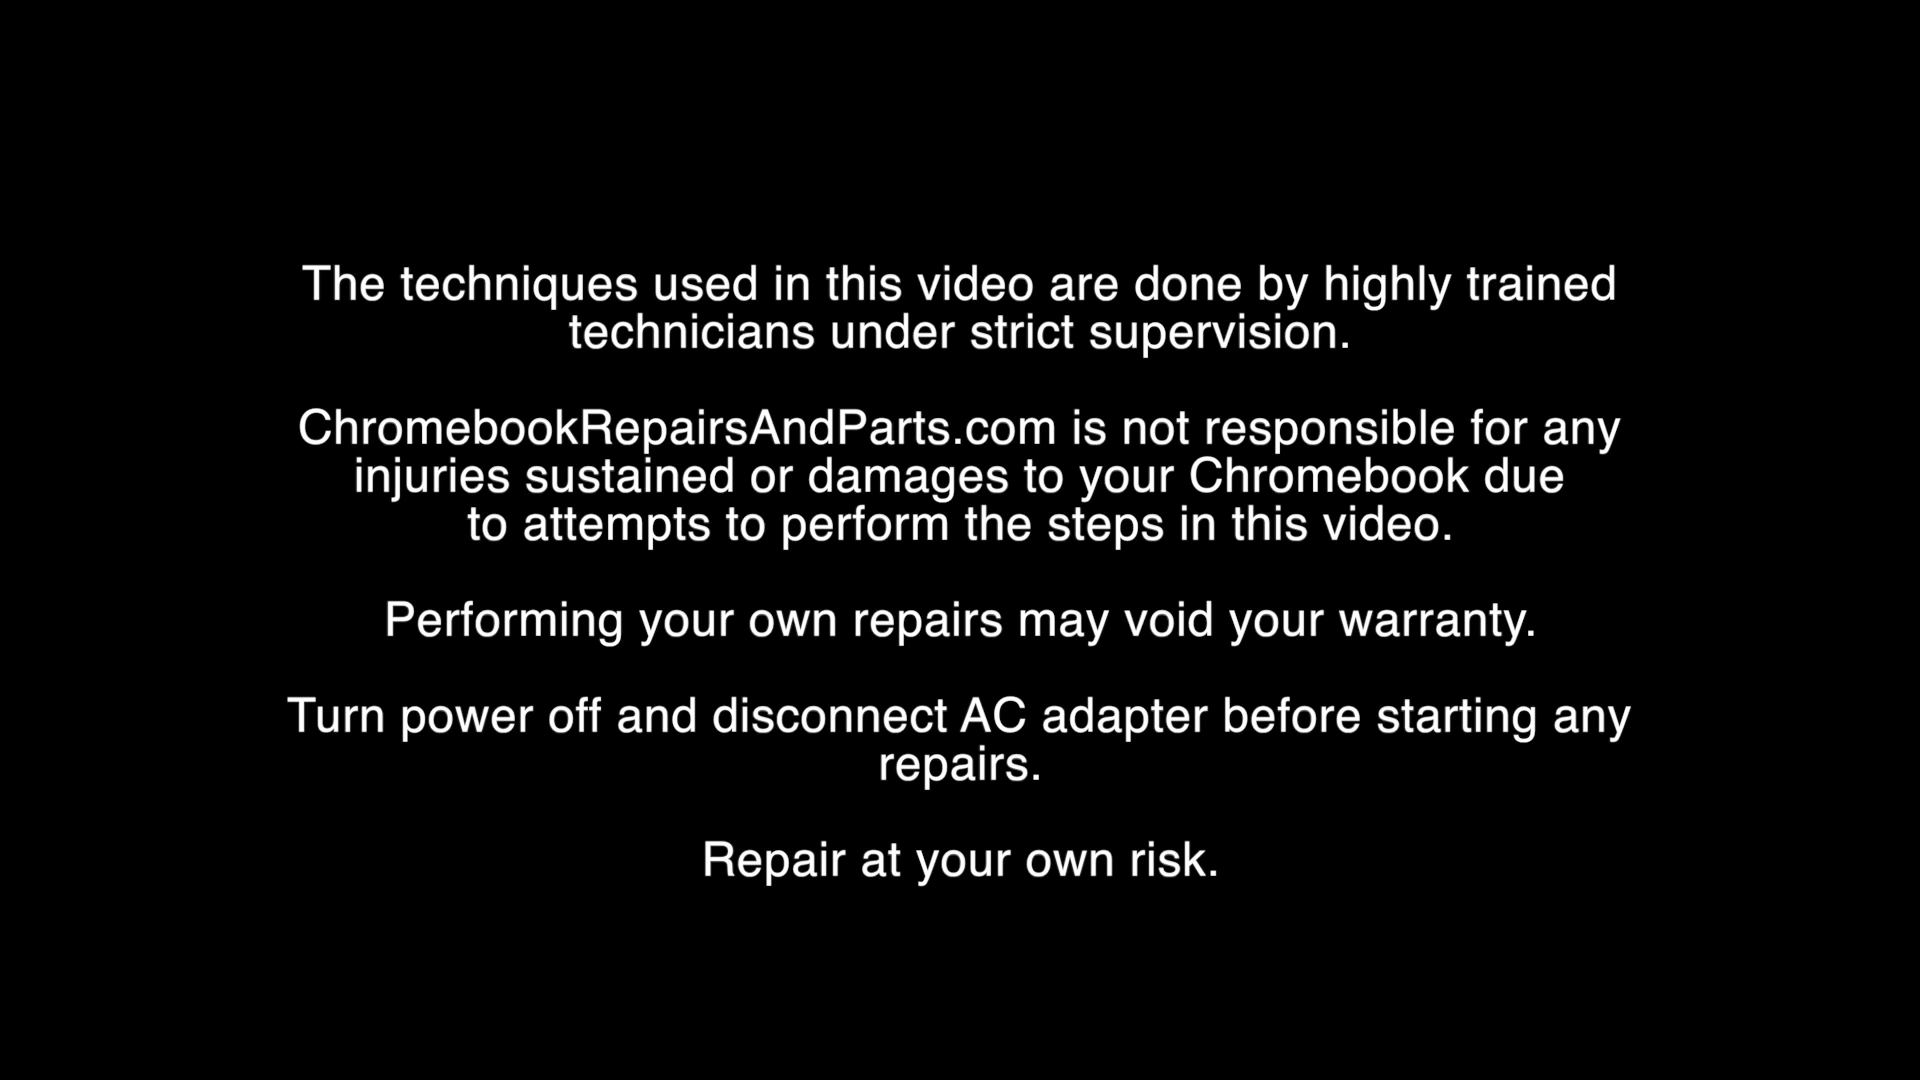 The techniques used in this video are done by highly trained
technicians under strict supervision.
ChromebookRepairsAndParts.com is not responsible for any
injuries sustained or damages to your Chromebook due
to attempts to perform the steps in this video.
Performing your own repairs may void your warranty.
Turn power off and disconnect AC adapter before starting any
repairs.
Repair at your own risk.